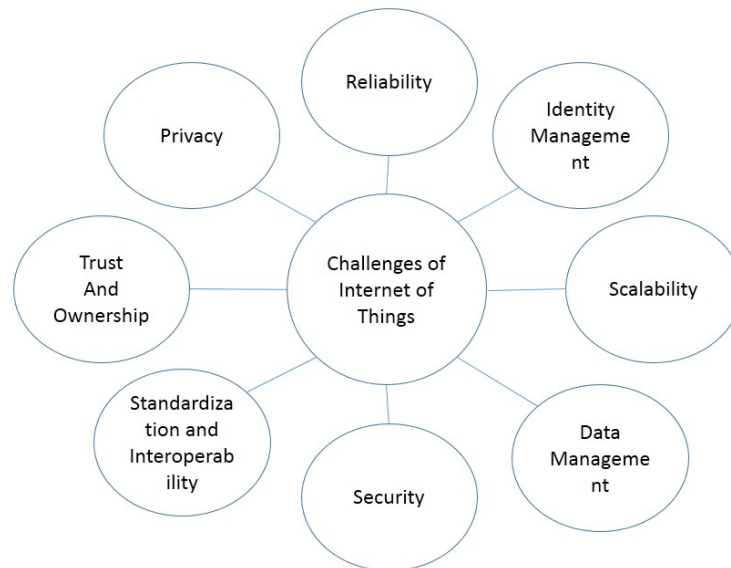 Reliability
Identity
Manageme
nt
Privacy
Challenges of
Internet of
Things
Trust
And
Ownership
Scalability
Standardiza
tion and
Interoperab
ility
Data
Manageme
nt
Security